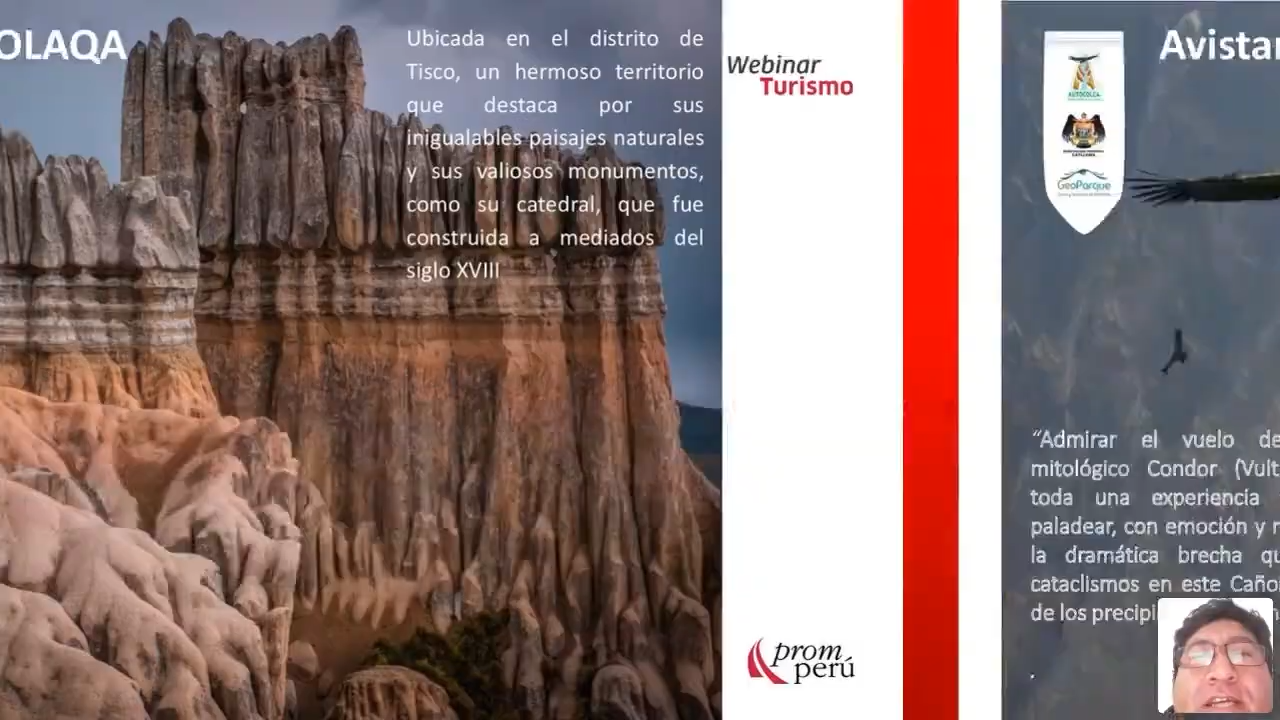 OLAQA
Ubicada en el distrito de
Tisco, un hermoso territorio
que destaca por sus
inigualables paisajes naturales
y sus valiosos monumentos,
como su catedral, que fue
construida a mediados del
siglo XVIII
Webinar
Turismo
prom
perú
Avistar
AUTOCOLCA
GeoParque
“Admirar el vuelo de
mitológico Condor (Vult
toda una experiencia
paladear, con emoción y
la dramática brecha qu
cataclismos en este Caño
de los precipi